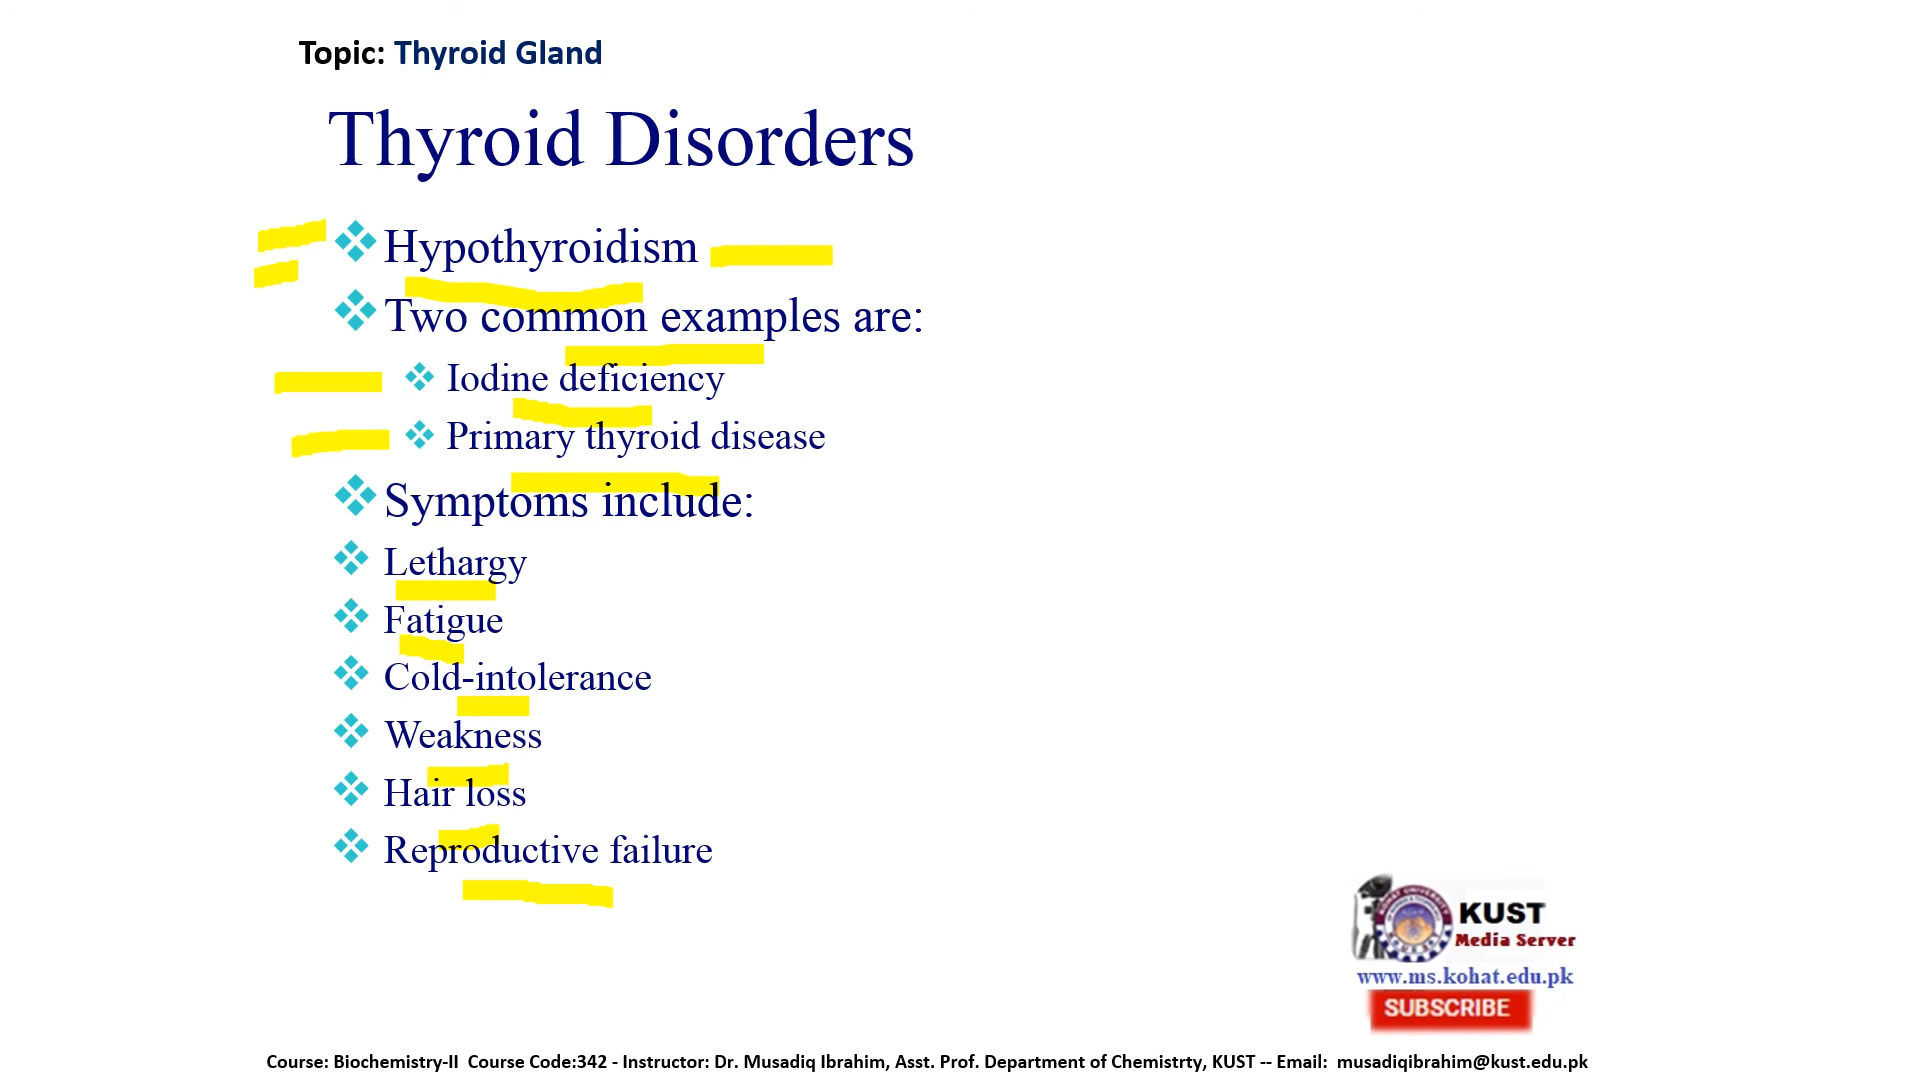 Topic: Thyroid Gland
Thyroid Disorders
Hypothyroidism
Two common examples are:
Iodine deficiency
Primary thyroid disease
Symptoms include:
Lethargy
Fatigue
Cold-intolerance
Weakness
Hair loss
Reproductive failure
KUST
Media Server
www.ms.kohat.edu.pk
SUBSCRIBE
Course: Biochemistry-II Course Code:342 - Instructor: Dr. Musadiq Ibrahim, Asst. Prof. Department of Chemistrty, KUST -- Email: musadiqibrahim@kust.edu.pk